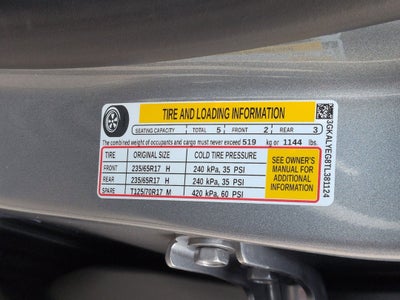 TIRE AND LOADING INFORMATION
SEATING CAPACITY TOTAL 5 FRONT 2 REAR 3
The combined weight of occupants and cargo must never exceed 519 kg or 1144 lbs.
TIRE ORIGINAL SIZE COLD TIRE PRESSURE
FRONT 235/65R17 H 240 kPa, 35 PSI
REAR 235/65R17 H 240 kPa, 35 PSI
SPARE T125/70R17 M 420 kPa, 60 PSI
SEE OWNER'S
MANUAL FOR
ADDITIONAL
INFORMATION
3GKALYEG8TL381124